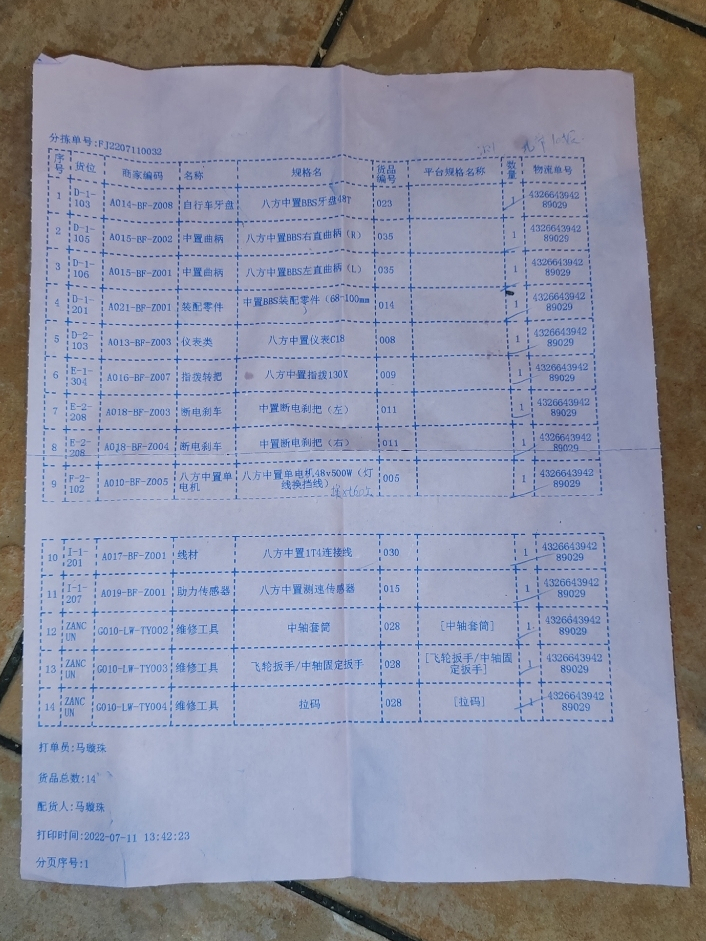 分拣单号:FJ2207110032
序号 货位 商家编码 名称 规格名 货品编号 平台规格名称 数量 物流单号
1 D-1-103 A014-BF-Z008 自行车牙盘 八方中置BBS牙盘48T 023 1 432664394289029
2 D-1-105 A015-BF-Z002 中置曲柄 八方中置BBS右直曲柄（R） 035 1 432664394289029
3 D-1-106 A015-BF-Z001 中置曲柄 八方中置BBS左直曲柄（L） 035 1 432664394289029
4 D-1-201 A021-BF-Z001 装配零件 中置BBS装配零件（68-100mm） 014 1 432664394289029
5 D-2-103 A013-BF-Z003 仪表类 八方中置仪表C18 008 1 432664394289029
6 E-1-304 A016-BF-Z007 指拨转把 八方中置指拨130X 009 1 432664394289029
7 E-2-208 A018-BF-Z003 断电刹车 中置断电刹把（左） 011 1 432664394289029
8 E-2-208 A018-BF-Z004 断电刹车 中置断电刹把（右） 011 1 432664394289029
9 F-2-102 A010-BF-Z005 八方中置单电机 八方中置单电机48v500W（灯线换挡线） 005 1 432664394289029
10 I-1-201 A017-BF-Z001 线材 八方中置1T4连接线 030 1 432664394289029
11 I-1-207 A019-BF-Z001 助力传感器 八方中置测速传感器 015 1 432664394289029
12 ZANCUN G010-LW-TY002 维修工具 中轴套筒 028 [中轴套筒] 1 432664394289029
13 ZANCUN G010-LW-TY003 维修工具 飞轮扳手/中轴固定扳手 028 [飞轮扳手/中轴固定扳手] 1 432664394289029
14 ZANCUN G010-LW-TY004 维修工具 拉码 028 [拉码] 1 432664394289029
打单员:马璇珠
货品总数:14
配货人:马璇珠
打印时间:2022-07-11 13:42:23
分页序号:1